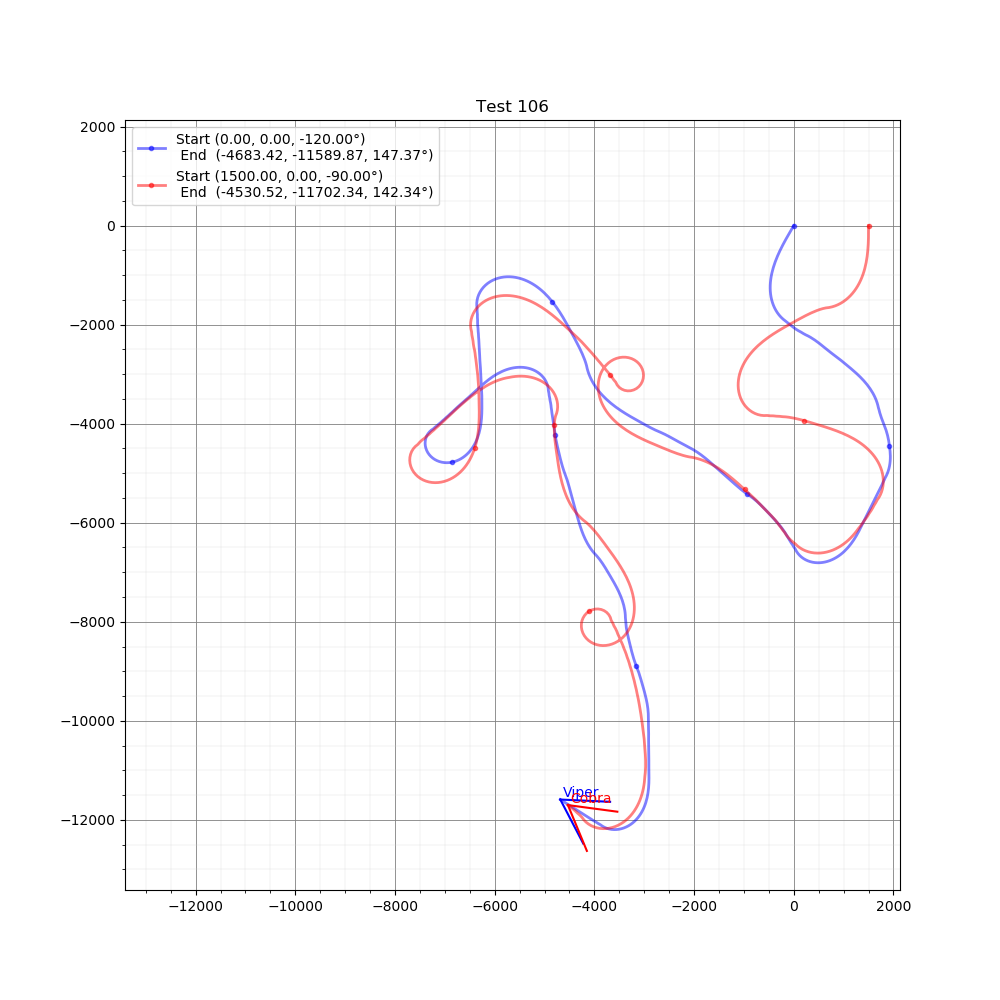 Test 106
Start (0.00, 0.00, -120.00°)
End (-4683.42, -11589.87, 147.37°)
Start (1500.00, 0.00, -90.00°)
End (-4530.52, -11702.34, 142.34°)
2000
0
−2000
−4000
−6000
−8000
−10000
−12000
Viper
Cobra
−12000 −10000 −8000 −6000 −4000 −2000 0 2000